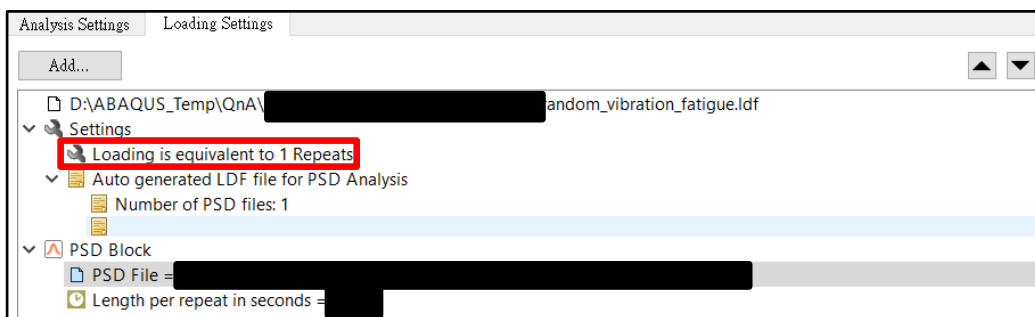 Analysis Settings Loading Settings
Add...
D:\ABAQUS_Temp\QnA\ andom_vibration_fatigue.ldf
Settings
Loading is equivalent to 1 Repeats
Auto generated LDF file for PSD Analysis
Number of PSD files: 1
PSD Block
PSD File =
Length per repeat in seconds =